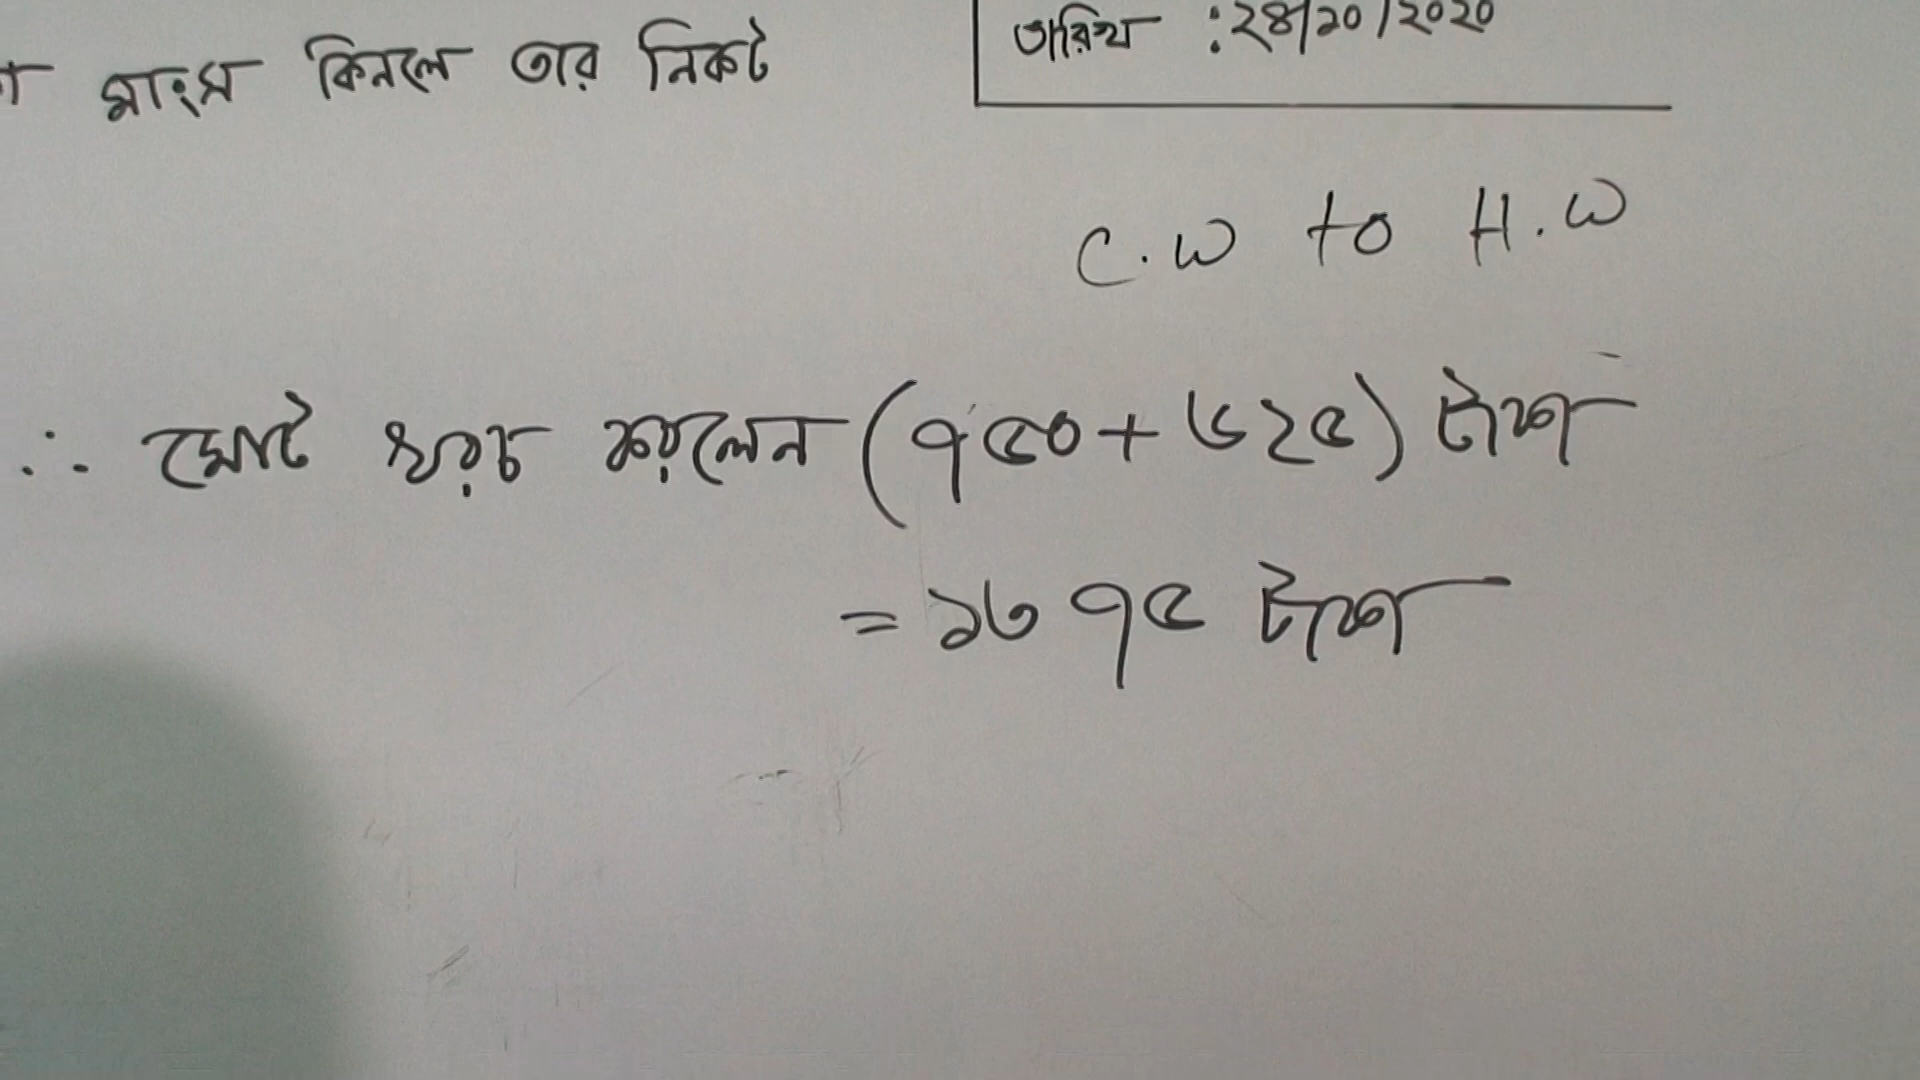 মাংস কিনলে তার নিকট
তারিখ : ২৪/১০/২০২০
C.W to H.W
∴ মোট খরচ করলেন (৭৫০+৬২৫) টাকা
= ১৩৭৫ টাকা